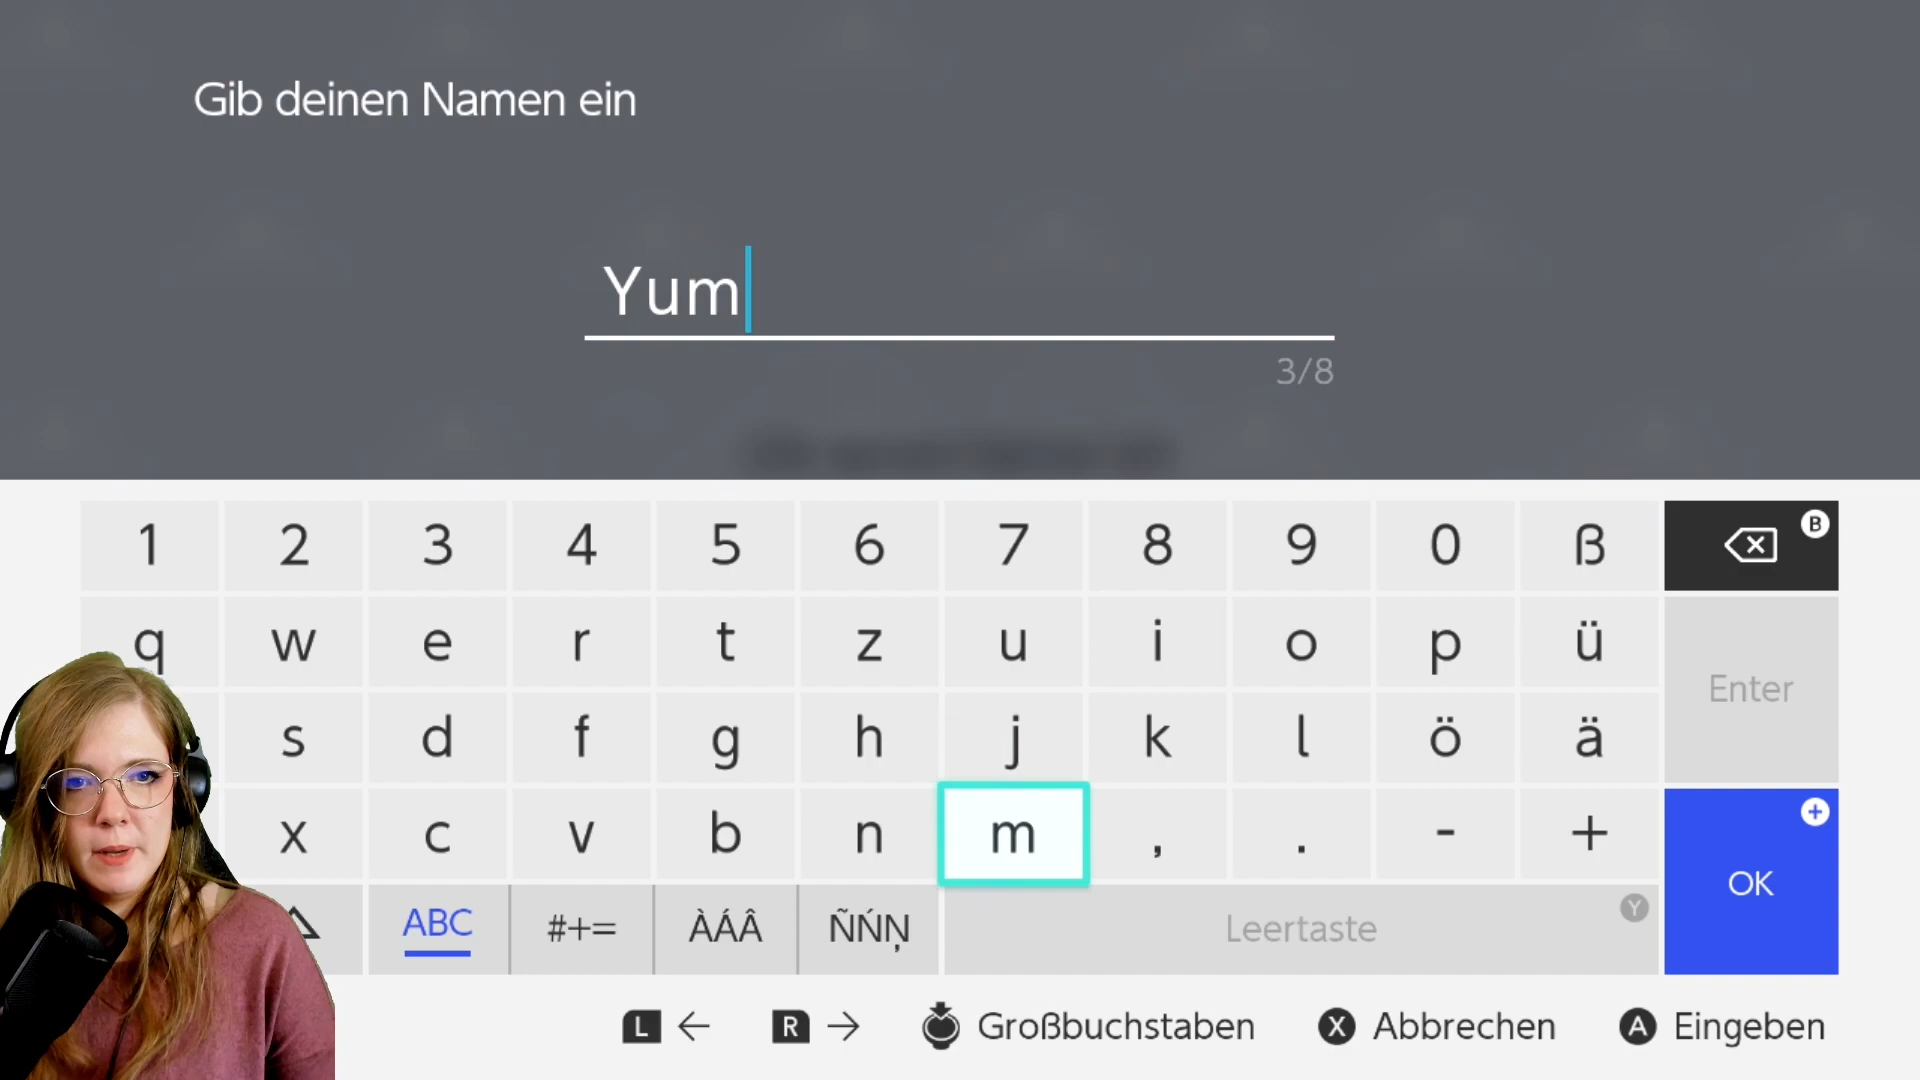 Gib deinen Namen ein
Yum
3/8
1 2 3 4 5 6 7 8 9 0 ß B
q w e r t z u i o p ü Enter
s d f g h j k l ö ä
x c v b n m , . - + + OK
ABC #+= ÀÁÂ ÑŃŅ Leertaste Y
L ← R → Großbuchstaben X Abbrechen A Eingeben